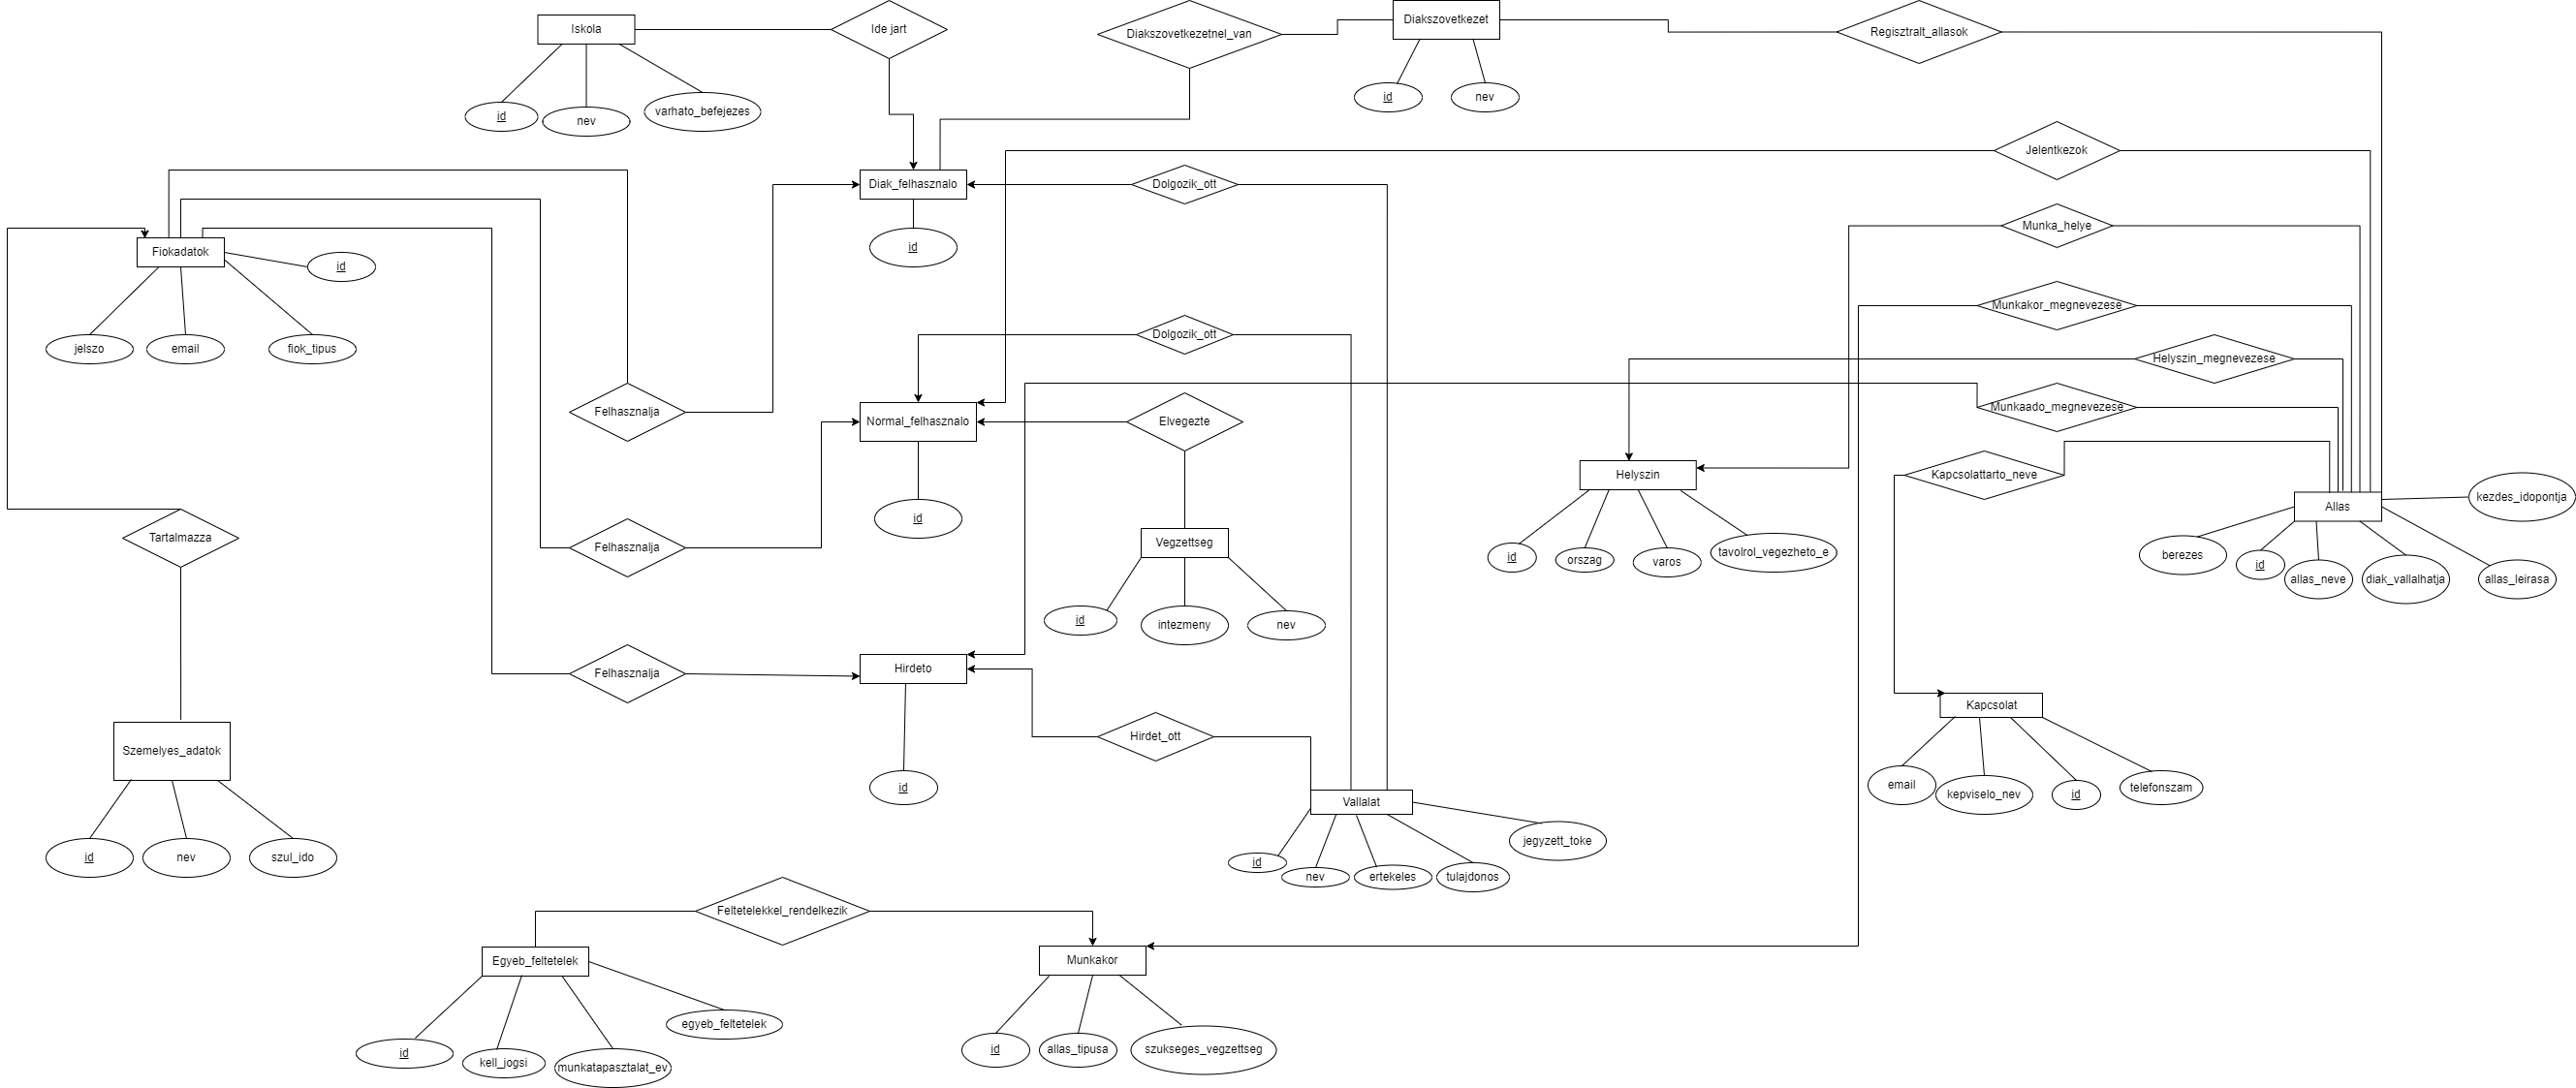 Iskola
Ide jart
Diakszovetkezetnel_van
Diakszovetkezet
Regisztralt_allasok
id
nev
varhato_befejezes
id
nev
Jelentkezok
Diak_felhasznalo
Dolgozik_ott
id
Munka_helye
Fiokadatok
id
jelszo
email
fiok_tipus
Dolgozik_ott
Munkakor_megnevezese
Helyszin_megnevezese
Felhasznalja
Normal_felhasznalo
Elvegezte
Munkaado_megnevezese
Helyszin
Kapcsolattarto_neve
Allas
kezdes_idopontja
id
Tartalmazza
Felhasznalja
Vegzettseg
id
orszag
varos
tavolrol_vegezheto_e
berezes
id
allas_neve
diak_vallalhatja
allas_leirasa
id
intezmeny
nev
Felhasznalja
Hirdeto
Kapcsolat
Szemelyes_adatok
Hirdet_ott
id
email
kepviselo_nev
id
telefonszam
Vallalat
jegyzett_toke
id
nev
szul_ido
id
nev
ertekeles
tulajdonos
Feltetelekkel_rendelkezik
Egyeb_feltetelek
Munkakor
egyeb_feltetelek
id
kell_jogsi
munkatapasztalat_ev
id
allas_tipusa
szukseges_vegzettseg